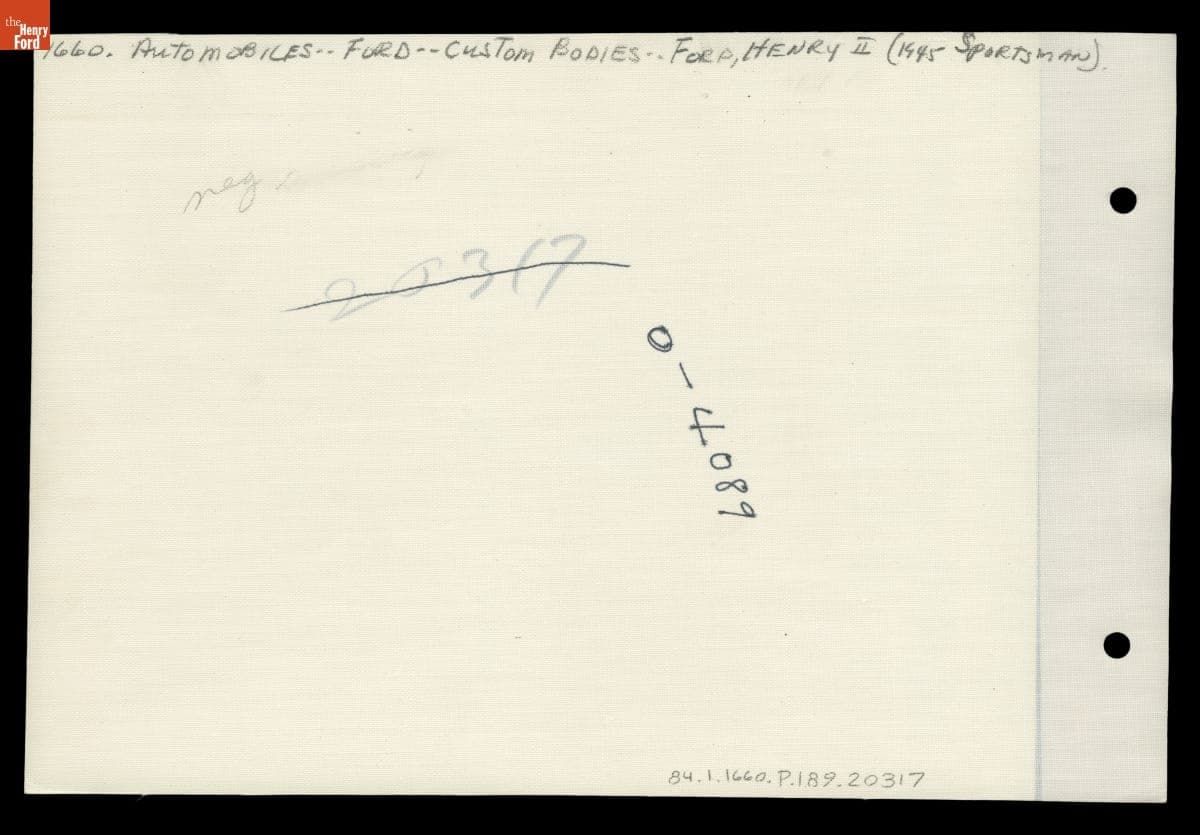 the Henry Ford
1660. Automobiles-- Ford-- Custom Bodies-- Ford, Henry II (1945 Sportsman).
neg
20317
0-4089
84.1.1660.P.189.20317